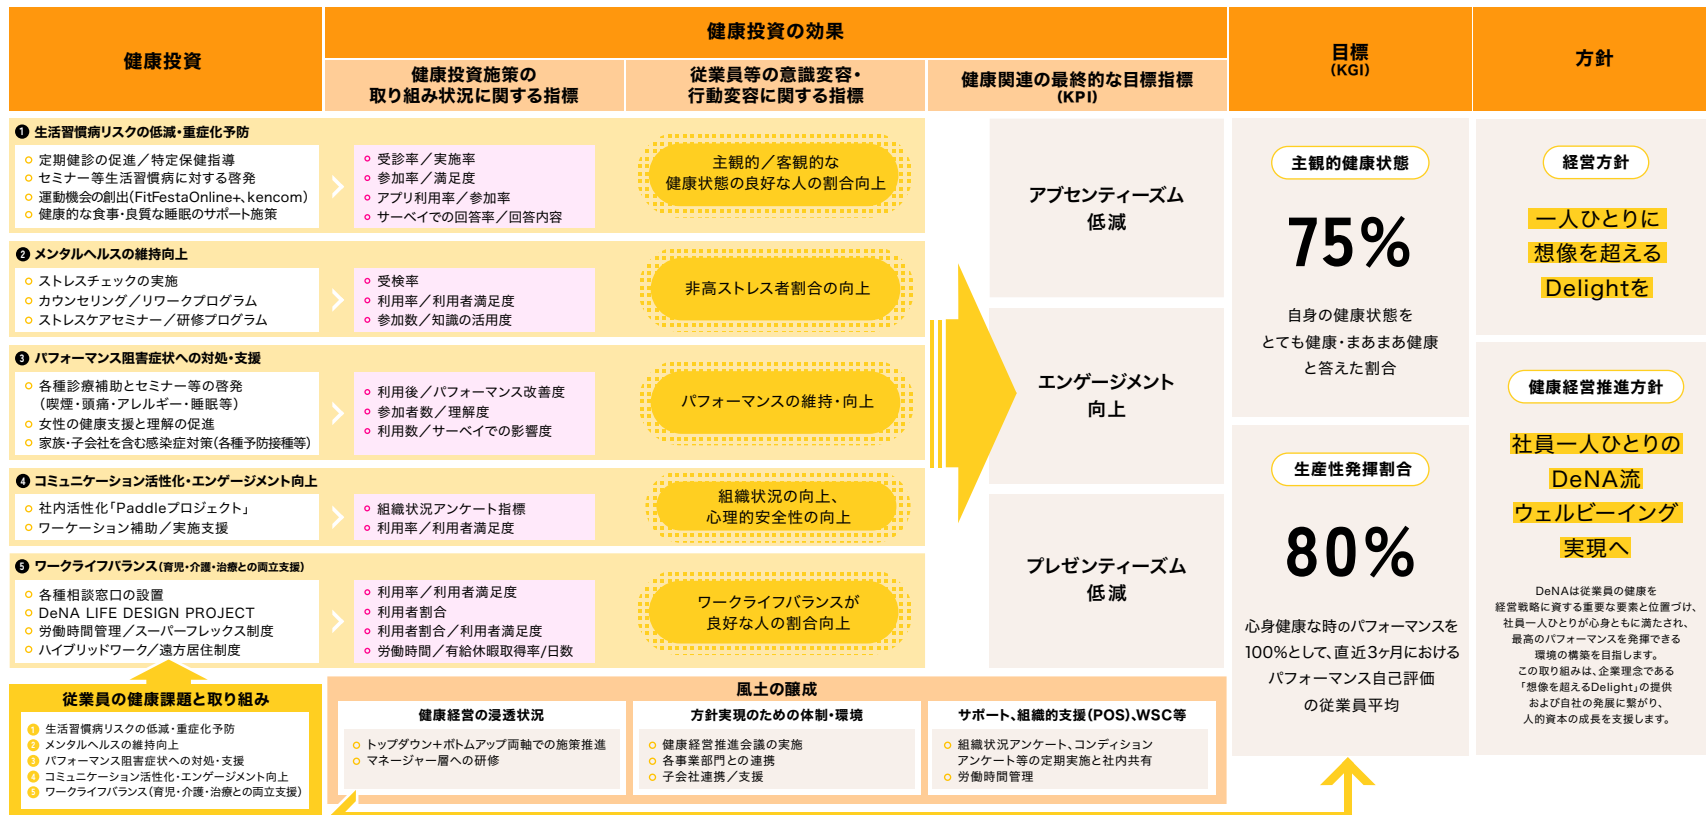 健康投資
健康投資の効果
健康投資施策の
取り組み状況に関する指標
従業員等の意識変容・
行動変容に関する指標
健康関連の最終的な目標指標
(KPI)
目標
(KGI)
方針
❶ 生活習慣病リスクの低減・重症化予防
定期健診の促進／特定保健指導
セミナー等生活習慣病に対する啓発
運動機会の創出(FitFestaOnline+、kencom)
健康的な食事・良質な睡眠のサポート施策
受診率／実施率
参加率／満足度
アプリ利用率／参加率
サーベイでの回答率／回答内容
主観的／客観的な
健康状態の良好な人の割合向上
❷ メンタルヘルスの維持向上
ストレスチェックの実施
カウンセリング／リワークプログラム
ストレスケアセミナー／研修プログラム
受検率
利用率／利用者満足度
参加数／知識の活用度
非高ストレス者割合の向上
❸ パフォーマンス阻害症状への対処・支援
各種診療補助とセミナー等の啓発
（喫煙・頭痛・アレルギー・睡眠等）
女性の健康支援と理解の促進
家族・子会社を含む感染症対策(各種予防接種等)
利用後／パフォーマンス改善度
参加者数／理解度
利用数／サーベイでの影響度
パフォーマンスの維持・向上
❹ コミュニケーション活性化・エンゲージメント向上
社内活性化「Paddleプロジェクト」
ワーケーション補助／実施支援
組織状況アンケート指標
利用率／利用者満足度
組織状況の向上、
心理的安全性の向上
❺ ワークライフバランス(育児・介護・治療との両立支援)
各種相談窓口の設置
DeNA LIFE DESIGN PROJECT
労働時間管理／スーパーフレックス制度
ハイブリッドワーク／遠方居住制度
利用率／利用者満足度
利用者割合
利用者割合／利用者満足度
労働時間／有給休暇取得率/日数
ワークライフバランスが
良好な人の割合向上
アブセンティーズム
低減
エンゲージメント
向上
プレゼンティーズム
低減
主観的健康状態
75%
自身の健康状態を
とても健康・まあまあ健康
と答えた割合
生産性発揮割合
80%
心身健康な時のパフォーマンスを
100%として、直近3ヶ月における
パフォーマンス自己評価
の従業員平均
経営方針
一人ひとりに
想像を超える
Delightを
健康経営推進方針
社員一人ひとりの
DeNA流
ウェルビーイング
実現へ
DeNAは従業員の健康を
経営戦略に資する重要な要素と位置づけ、
社員一人ひとりが心身ともに満たされ、
最高のパフォーマンスを発揮できる
環境の構築を目指します。
この取り組みは、企業理念である
「想像を超えるDelight」の提供
および自社の発展に繋がり、
人的資本の成長を支援します。
従業員の健康課題と取り組み
❶ 生活習慣病リスクの低減・重症化予防
❷ メンタルヘルスの維持向上
❸ パフォーマンス阻害症状への対処・支援
❹ コミュニケーション活性化・エンゲージメント向上
❺ ワークライフバランス(育児・介護・治療との両立支援)
風土の醸成
健康経営の浸透状況
トップダウン+ボトムアップ両軸での施策推進
マネージャー層への研修
方針実現のための体制・環境
健康経営推進会議の実施
各事業部門との連携
子会社連携／支援
サポート、組織的支援(POS)、WSC等
組織状況アンケート、コンディション
アンケート等の定期実施と社内共有
労働時間管理